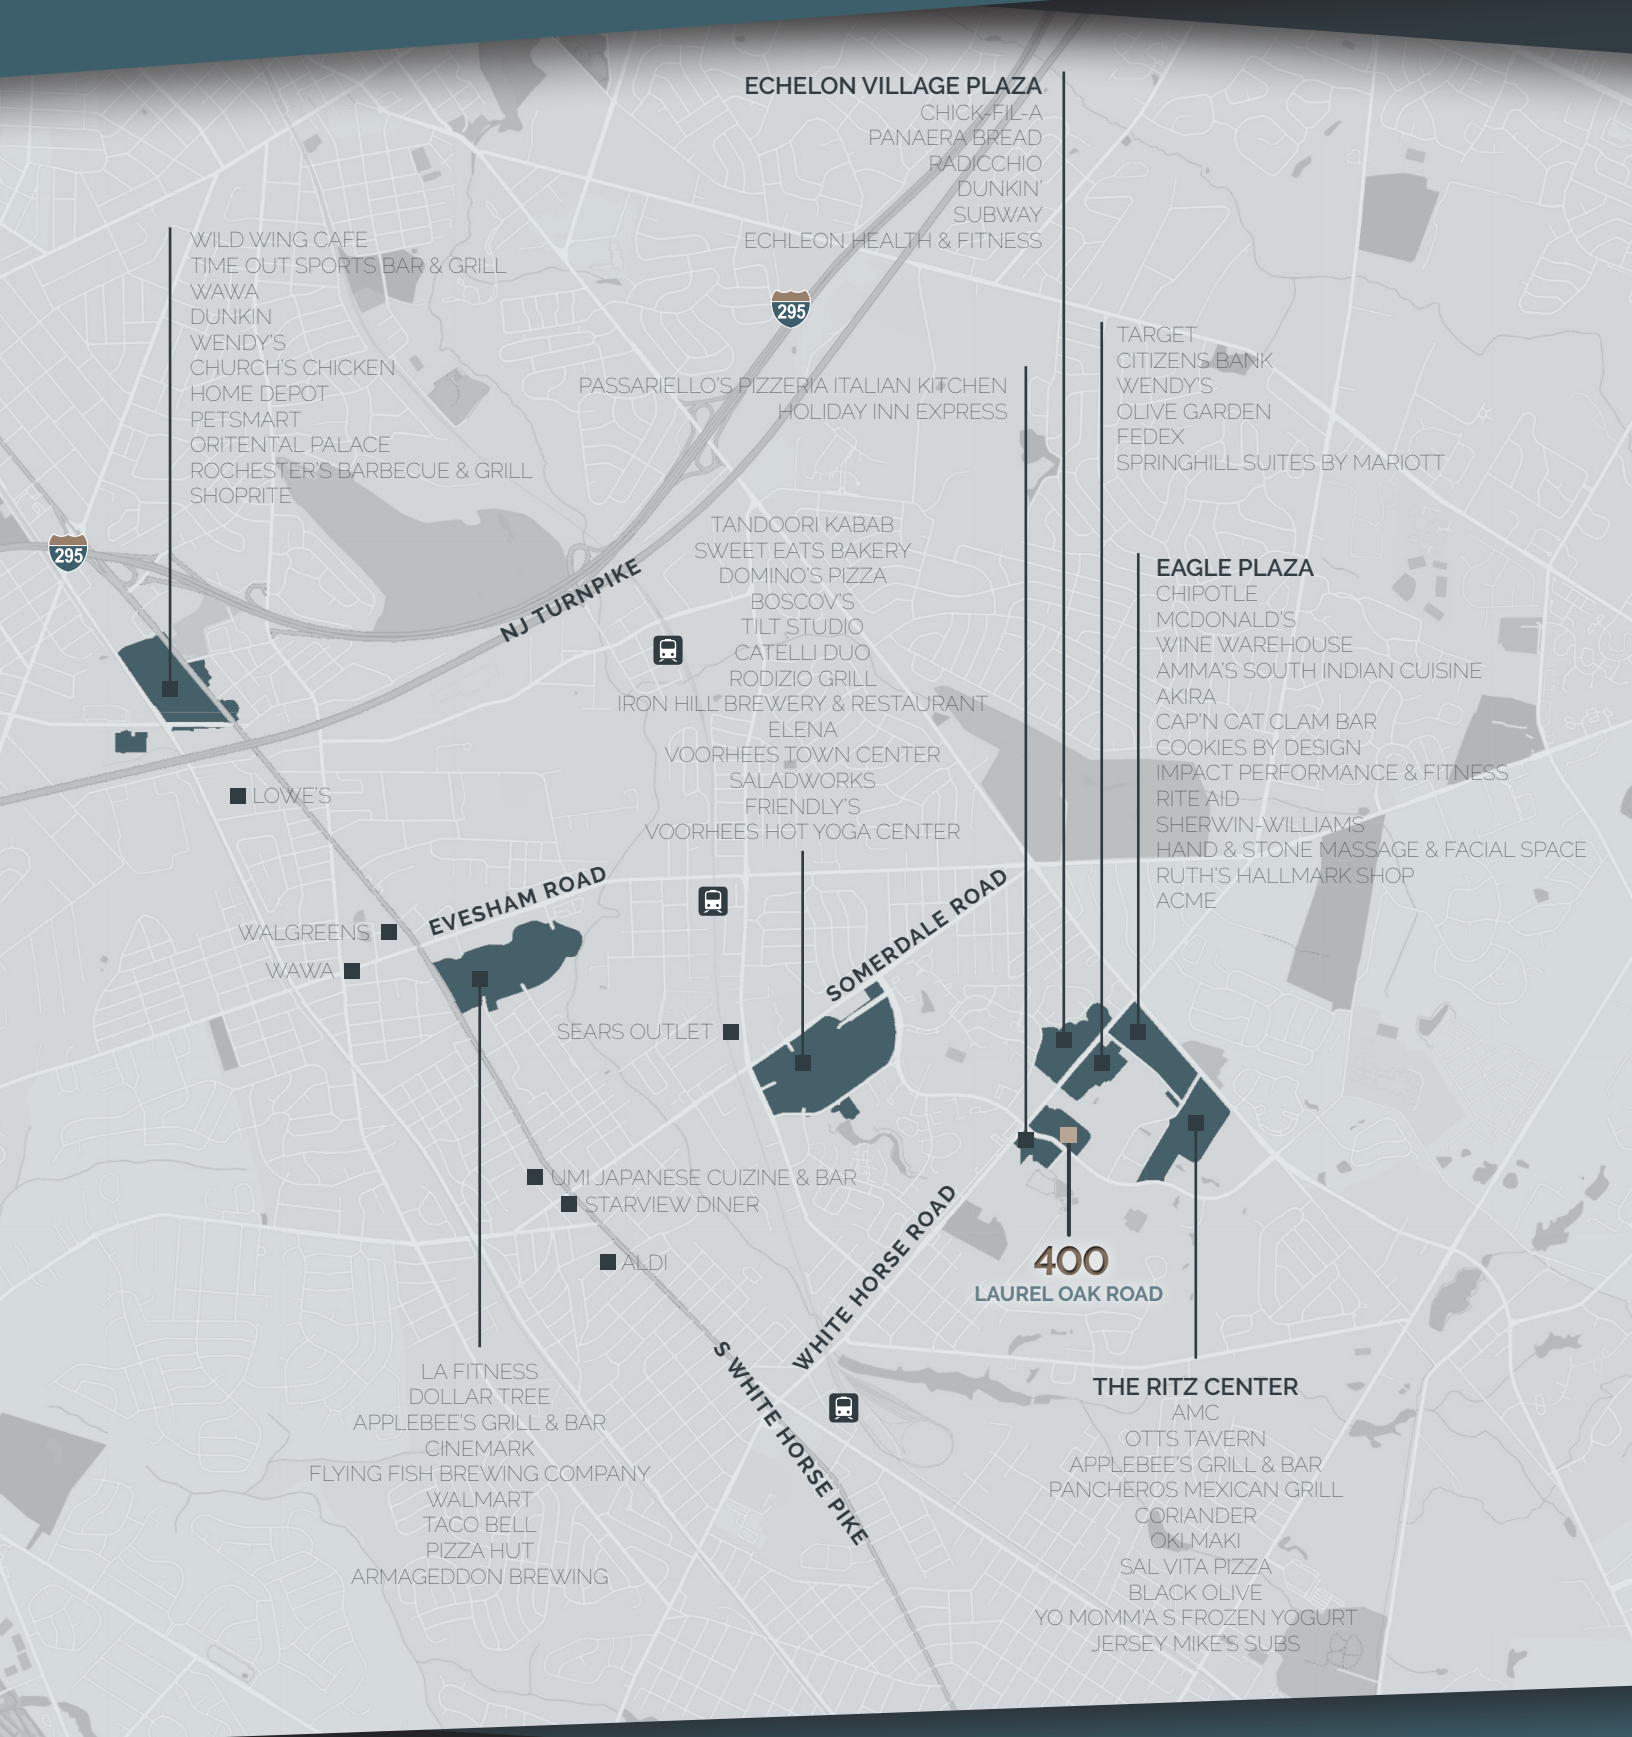 ECHELON VILLAGE PLAZA
CHICK-FIL-A
PANAERA BREAD
RADICCHIO
DUNKIN'
SUBWAY
ECHLEON HEALTH & FITNESS
WILD WING CAFE
TIME OUT SPORTS BAR & GRILL
WAWA
DUNKIN
WENDY'S
CHURCH'S CHICKEN
HOME DEPOT
PETSMART
ORITENTAL PALACE
ROCHESTER'S BARBECUE & GRILL
SHOPRITE
295
PASSARIELLO'S PIZZERIA ITALIAN KITCHEN
HOLIDAY INN EXPRESS
TARGET
CITIZENS BANK
WENDY'S
OLIVE GARDEN
FEDEX
SPRINGHILL SUITES BY MARIOTT
295
NJ TURNPIKE
TANDOORI KABAB
SWEET EATS BAKERY
DOMINO'S PIZZA
BOSCOV'S
TILT STUDIO
CATELLI DUO
RODIZIO GRILL
IRON HILL BREWERY & RESTAURANT
ELENA
VOORHEES TOWN CENTER
SALADWORKS
FRIENDLY'S
VOORHEES HOT YOGA CENTER
EAGLE PLAZA
CHIPOTLE
MCDONALD'S
WINE WAREHOUSE
AMMA'S SOUTH INDIAN CUISINE
AKIRA
CAP'N CAT CLAM BAR
COOKIES BY DESIGN
IMPACT PERFORMANCE & FITNESS
RITE AID
SHERWIN-WILLIAMS
HAND & STONE MASSAGE & FACIAL SPACE
RUTH'S HALLMARK SHOP
ACME
LOWE'S
EVESHAM ROAD
SOMERDALE ROAD
WALGREENS
WAWA
SEARS OUTLET
UMI JAPANESE CUIZINE & BAR
STARVIEW DINER
ALDI
WHITE HORSE ROAD
400
LAUREL OAK ROAD
S WHITE HORSE PIKE
LA FITNESS
DOLLAR TREE
APPLEBEE'S GRILL & BAR
CINEMARK
FLYING FISH BREWING COMPANY
WALMART
TACO BELL
PIZZA HUT
ARMAGEDDON BREWING
THE RITZ CENTER
AMC
OTTS TAVERN
APPLEBEE'S GRILL & BAR
PANCHEROS MEXICAN GRILL
CORIANDER
OKI MAKI
SAL VITA PIZZA
BLACK OLIVE
YO MOMM'A S FROZEN YOGURT
JERSEY MIKE'S SUBS